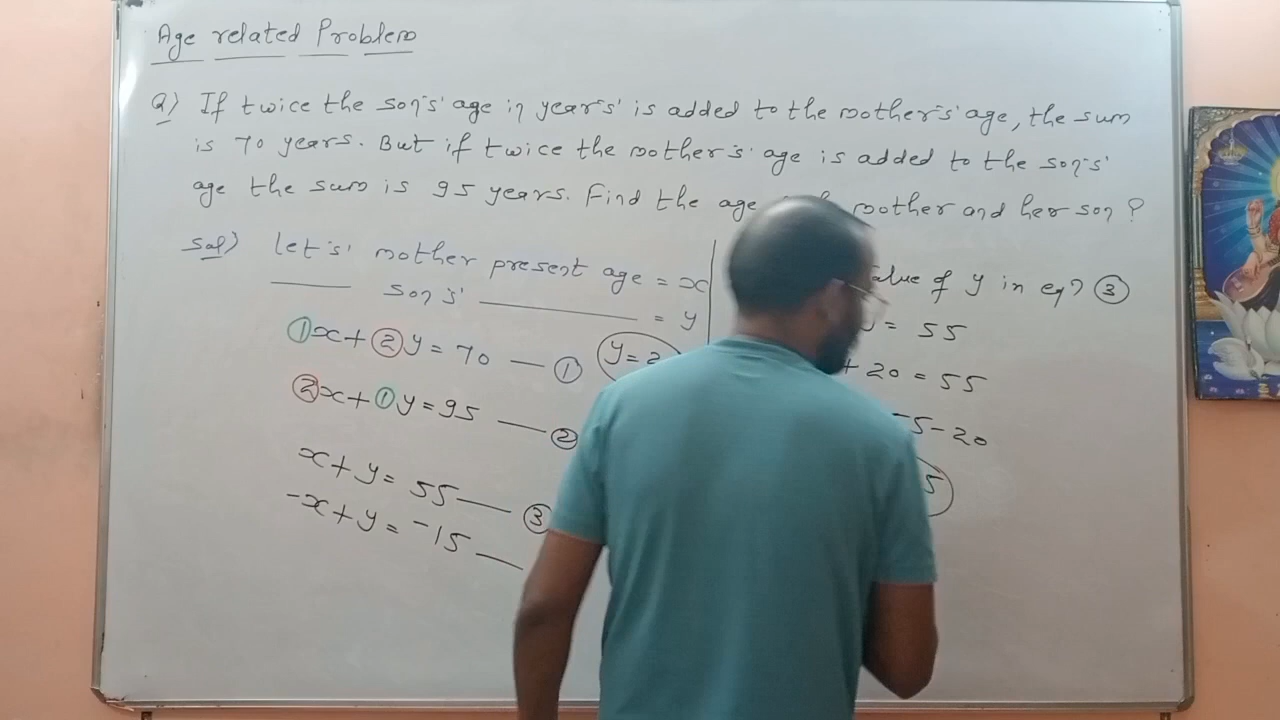 Age related Problem
Q) If twice the son's' age in year's' is added to the mother's' age, the sum
is 70 years. But if twice the mother's' age is added to the son's'
age the sum is 95 years. Find the age mother and her son ?
Sol) Let's' mother present age = x
son's' = y
①x + ②y = 70 — ①
②x + ①y = 95 — ②
x + y = 55 — ③
-x + y = -15 —
y = 2
value of y in eqn ③
y = 55
+ 20 = 55
5 - 20
5